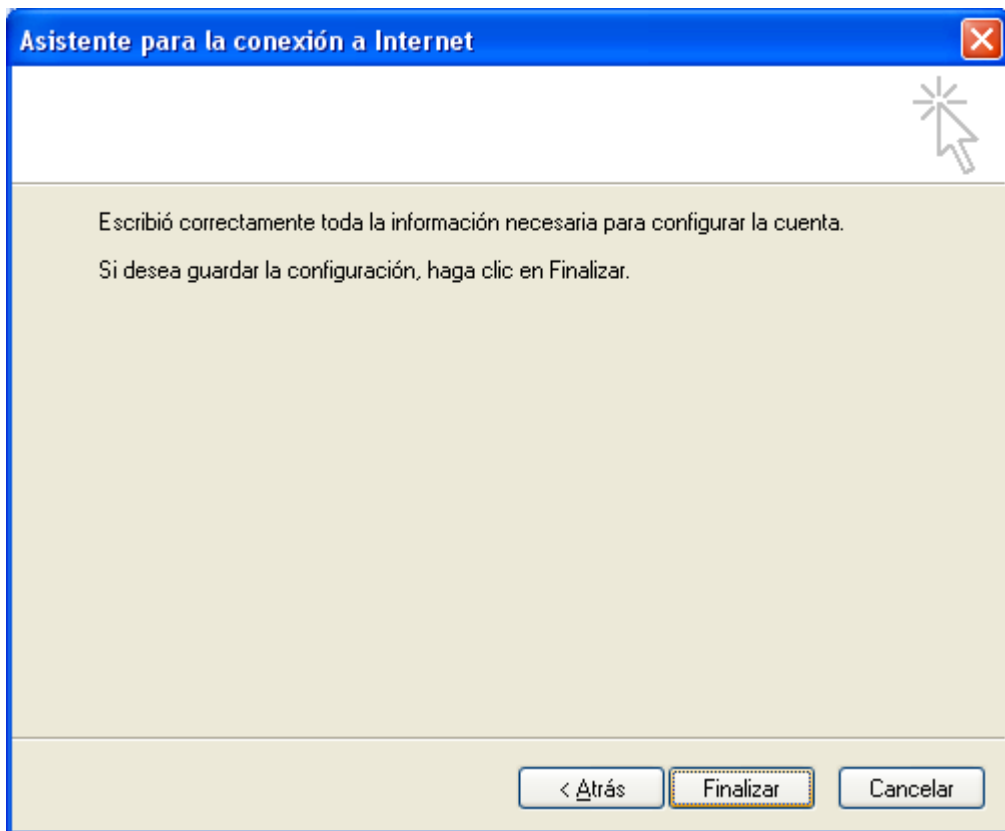 Asistente para la conexión a Internet
Escribió correctamente toda la información necesaria para configurar la cuenta.
Si desea guardar la configuración, haga clic en Finalizar.
< Atrás Finalizar Cancelar